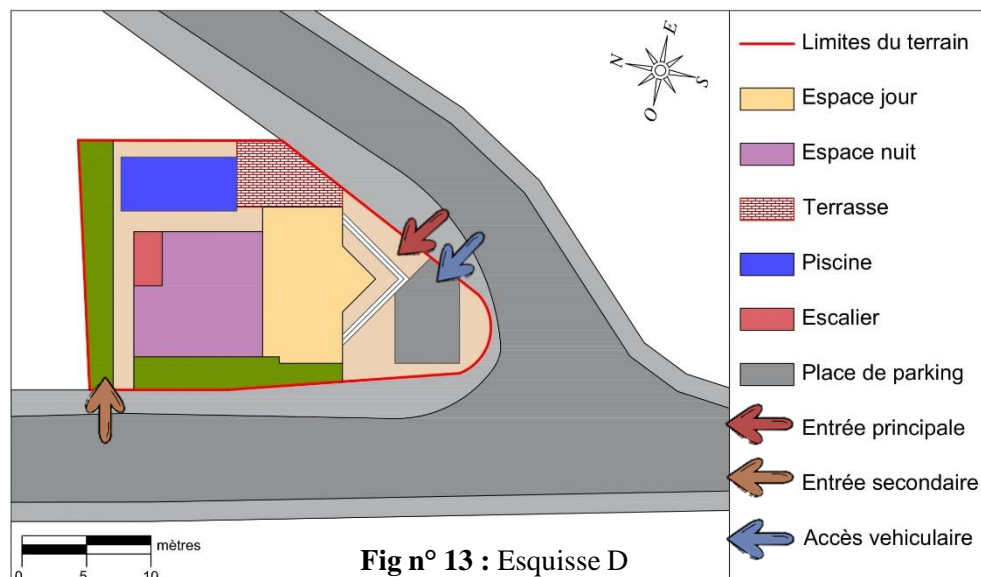 E
N
S
O
Limites du terrain
Espace jour
Espace nuit
Terrasse
Piscine
Escalier
Place de parking
Entrée principale
Entrée secondaire
Accès vehiculaire
mètres
0 5 10
Fig n° 13 : Esquisse D